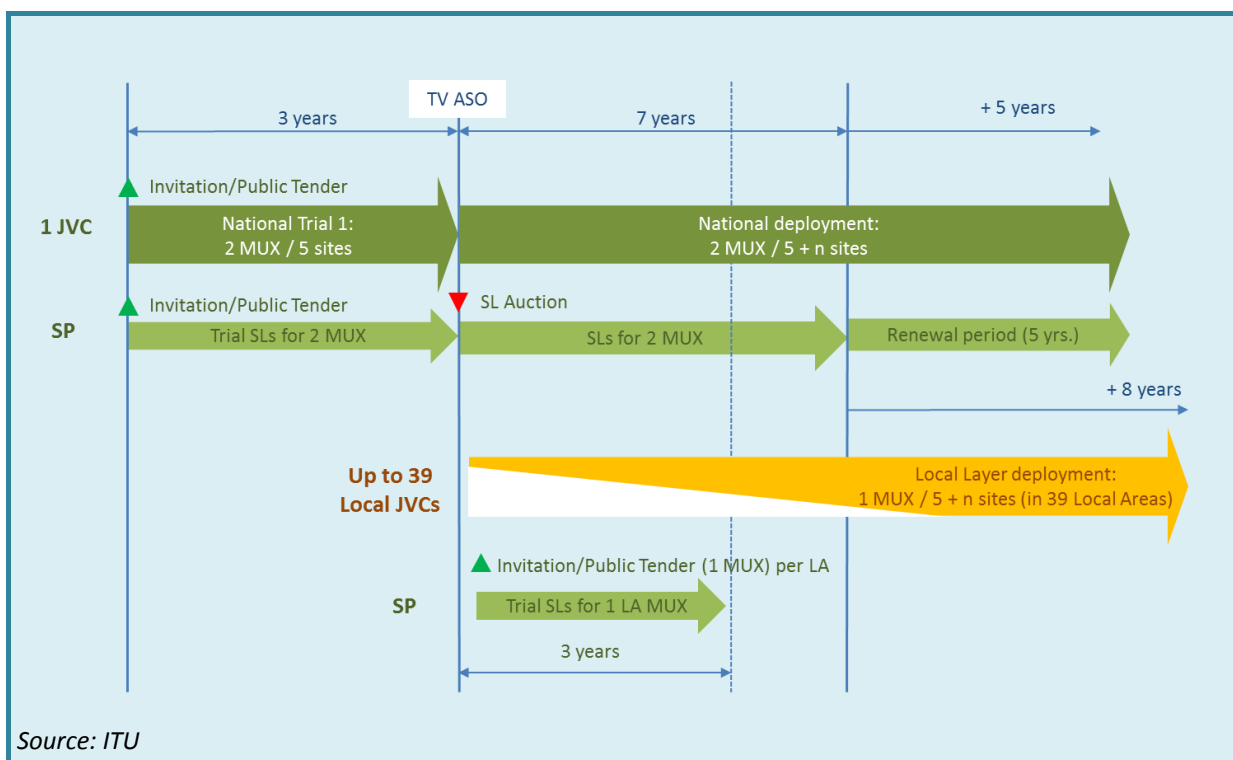 TV ASO
3 years
7 years
+ 5 years
Invitation/Public Tender
1 JVC
National Trial 1:
2 MUX / 5 sites
National deployment:
2 MUX / 5 + n sites
Invitation/Public Tender
SL Auction
SP
Trial SLs for 2 MUX
SLs for 2 MUX
Renewal period (5 yrs.)
+ 8 years
Up to 39
Local JVCs
Local Layer deployment:
1 MUX / 5 + n sites (in 39 Local Areas)
Invitation/Public Tender (1 MUX) per LA
SP
Trial SLs for 1 LA MUX
3 years
Source: ITU